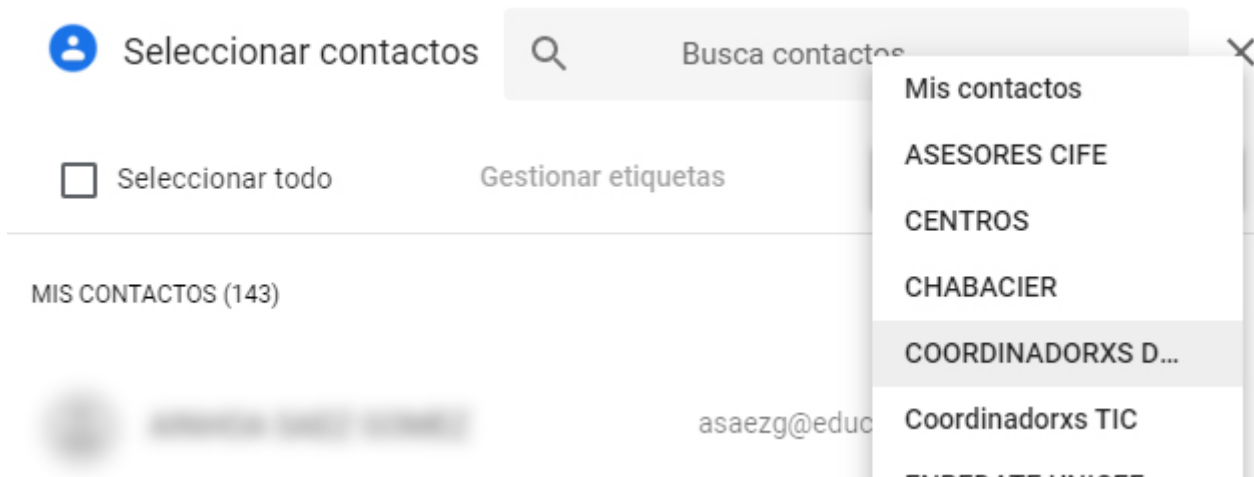 Seleccionar contactos
Busca contactos
Mis contactos
ASESORES CIFE
Seleccionar todo
Gestionar etiquetas
CENTROS
MIS CONTACTOS (143)
CHABACIER
COORDINADORXS D...
asaezg@educ
Coordinadorxs TIC